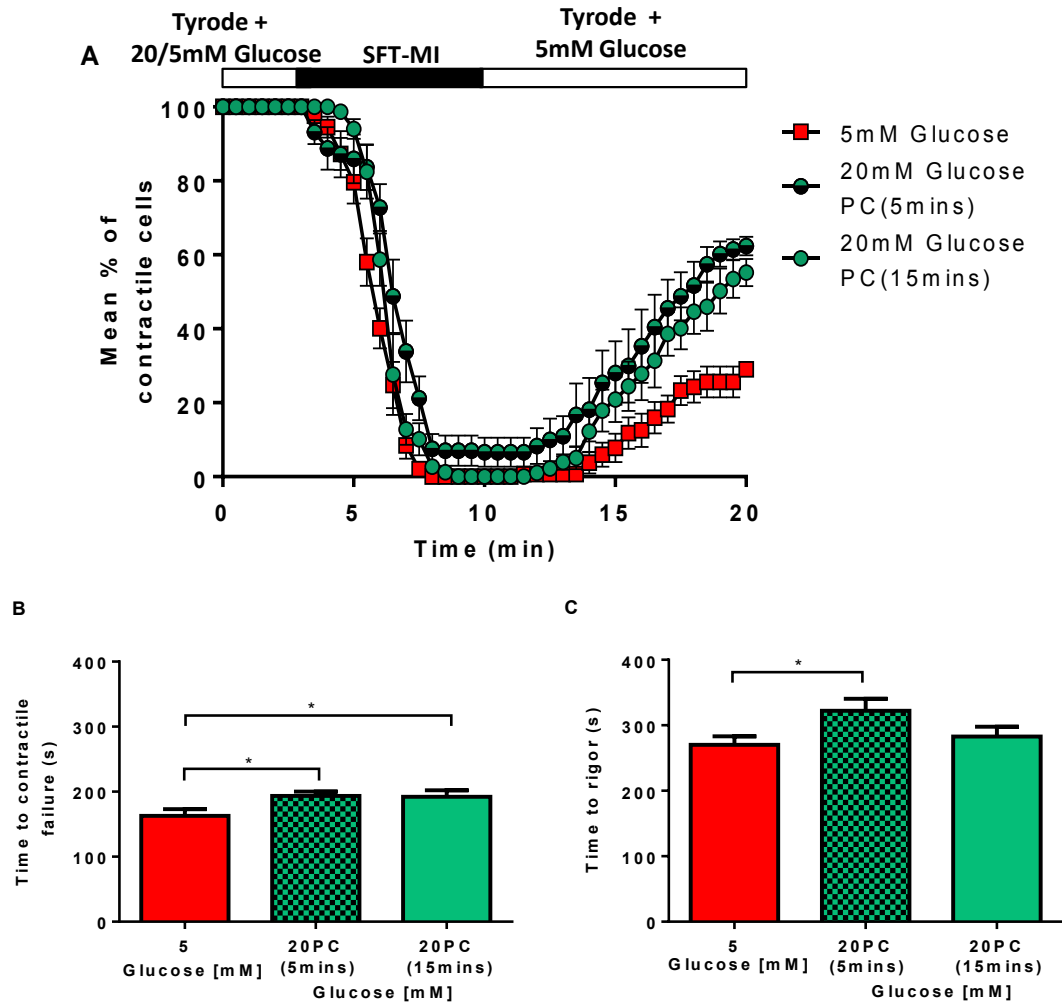 Tyrode +
20/5mM Glucose
SFT-MI
Tyrode +
5mM Glucose
A
100
80
60
40
20
0
Mean % of
contractile cells
0
5
10
15
20
Time (min)
5mM Glucose
20mM Glucose
PC(5mins)
20mM Glucose
PC(15mins)
B
400
300
200
100
0
Time to contractile
failure (s)
*
*
5
20PC
20PC
(5mins)
(15mins)
Glucose [mM]
Glucose [mM]
C
400
300
200
100
0
Time to rigor (s)
*
5
20PC
20PC
Glucose [mM]
(5mins)
(15mins)
Glucose [mM]